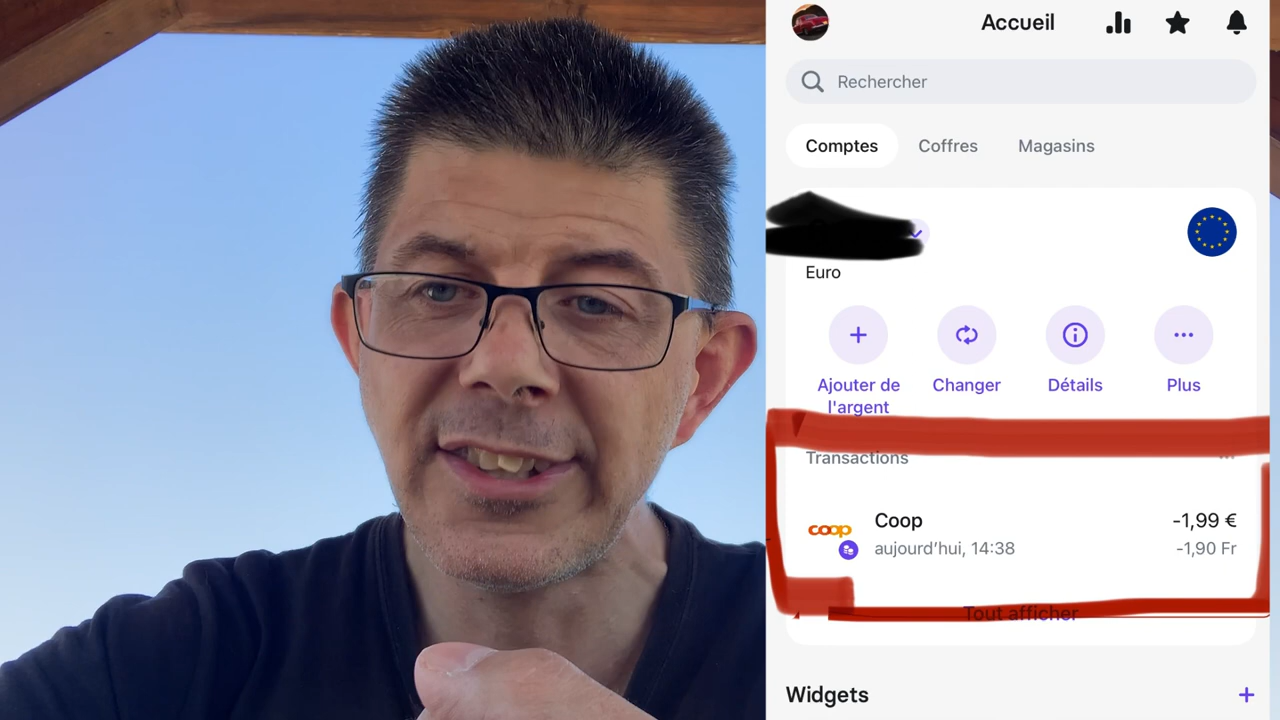 Accueil
Rechercher
Comptes Coffres Magasins
Euro
Ajouter de l'argent
Changer
Détails
Plus
Transactions
coop
Coop -1,99 €
aujourd'hui, 14:38 -1,90 Fr
Tout afficher
Widgets